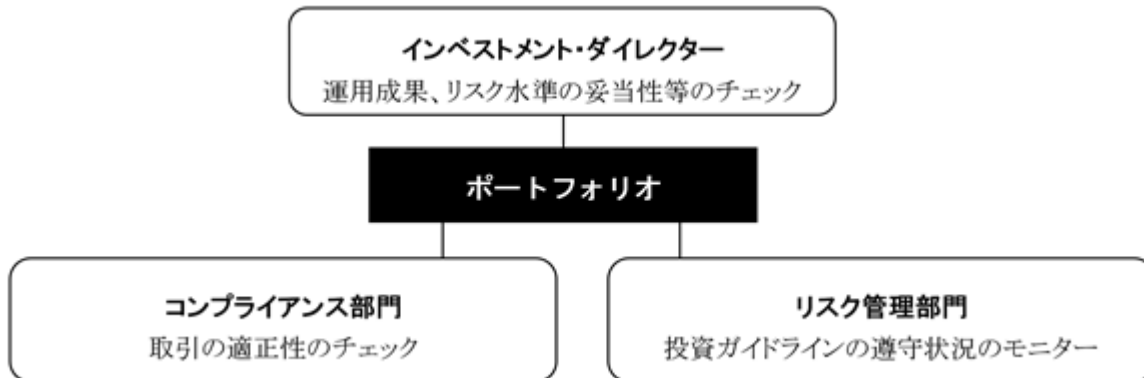 インベストメント・ダイレクター
運用成果、リスク水準の妥当性等のチェック
ポートフォリオ
コンプライアンス部門
取引の適正性のチェック
リスク管理部門
投資ガイドラインの遵守状況のモニター